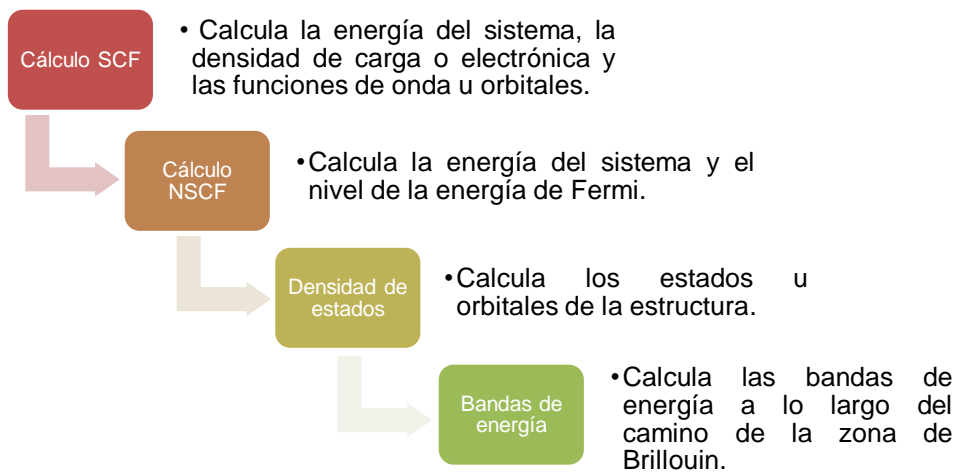 Cálculo SCF
• Calcula la energía del sistema, la
densidad de carga o electrónica y
las funciones de onda u orbitales.
Cálculo
NSCF
•Calcula la energía del sistema y el
nivel de la energía de Fermi.
Densidad de
estados
•Calcula los estados u
orbitales de la estructura.
Bandas de
energía
•Calcula las bandas de
energía a lo largo del
camino de la zona de
Brillouin.